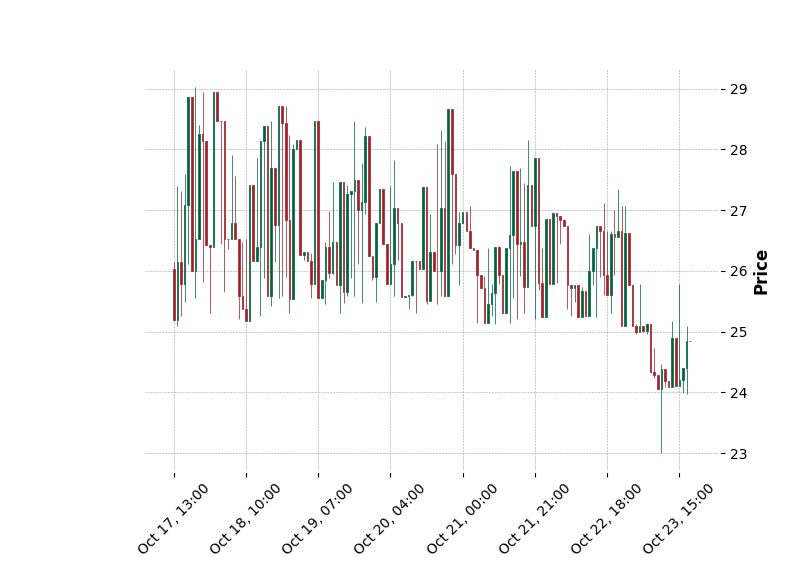 29
28
27
26
25
24
23
Price
Oct 17, 13:00
Oct 18, 10:00
Oct 19, 07:00
Oct 20, 04:00
Oct 21, 00:00
Oct 21, 21:00
Oct 22, 18:00
Oct 23, 15:00